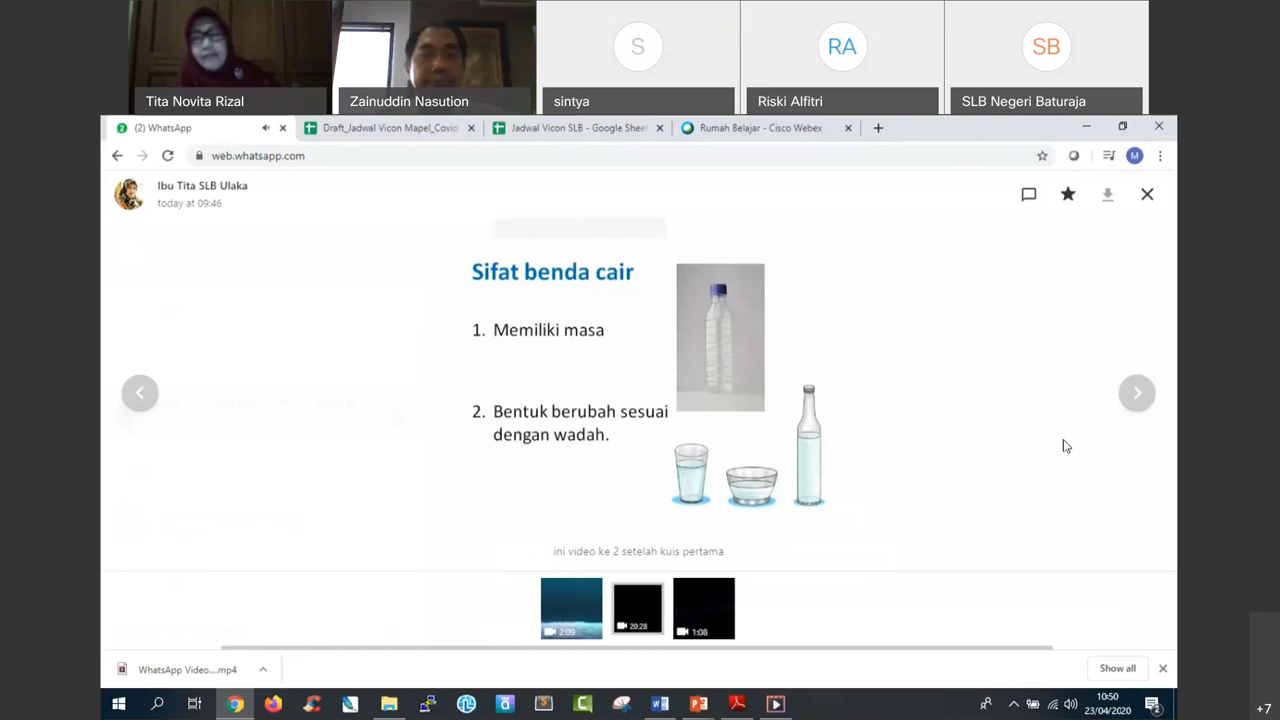 S
RA
SB
Tita Novita Rizal
Zainuddin Nasution
sintya
Riski Alfitri
SLB Negeri Baturaja
(2) WhatsApp
Draft_Jadwal Vicon Mapel_Covid
Jadwal Vicon SLB - Google Sheet
Rumah Belajar - Cisco Webex
web.whatsapp.com
M
Ibu Tita SLB Ulaka
today at 09:46
Sifat benda cair
1. Memiliki masa
2. Bentuk berubah sesuai
dengan wadah.
ini video ke 2 setelah kuis pertama
2:09
20:28
1:08
WhatsApp Video....mp4
Show all
10:50
23/04/2020
+7